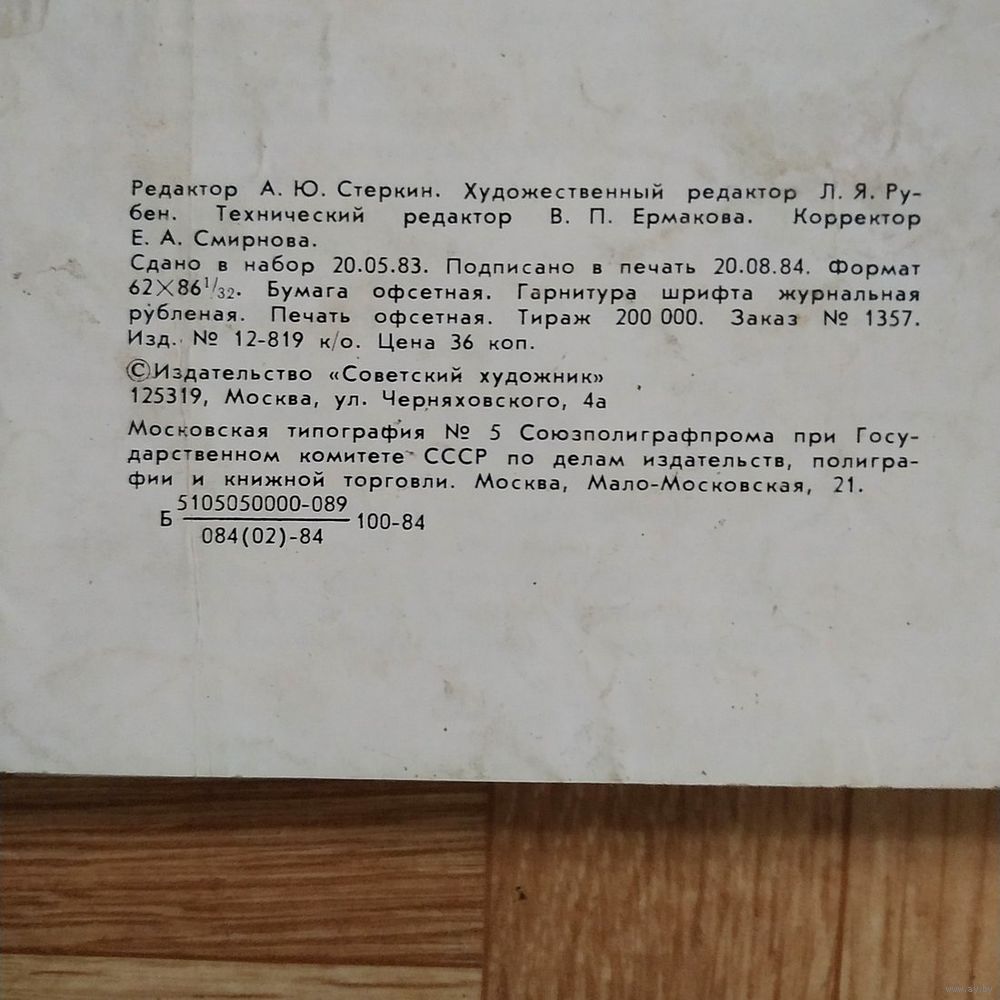 Редактор А. Ю. Стеркин. Художественный редактор Л. Я. Ру-
бен. Технический редактор В. П. Ермакова. Корректор
Е. А. Смирнова.
Сдано в набор 20.05.83. Подписано в печать 20.08.84. Формат
62×86¹/₃₂. Бумага офсетная. Гарнитура шрифта журнальная
рубленая. Печать офсетная. Тираж 200 000. Заказ № 1357.
Изд. № 12-819 к/о. Цена 36 коп.
©Издательство «Советский художник»
125319, Москва, ул. Черняховского, 4а
Московская типография № 5 Союзполиграфпрома при Госу-
дарственном комитете СССР по делам издательств, полигра-
фии и книжной торговли. Москва, Мало-Московская, 21.
5105050000-089
Б 100-84
084(02)-84
www.ay.by